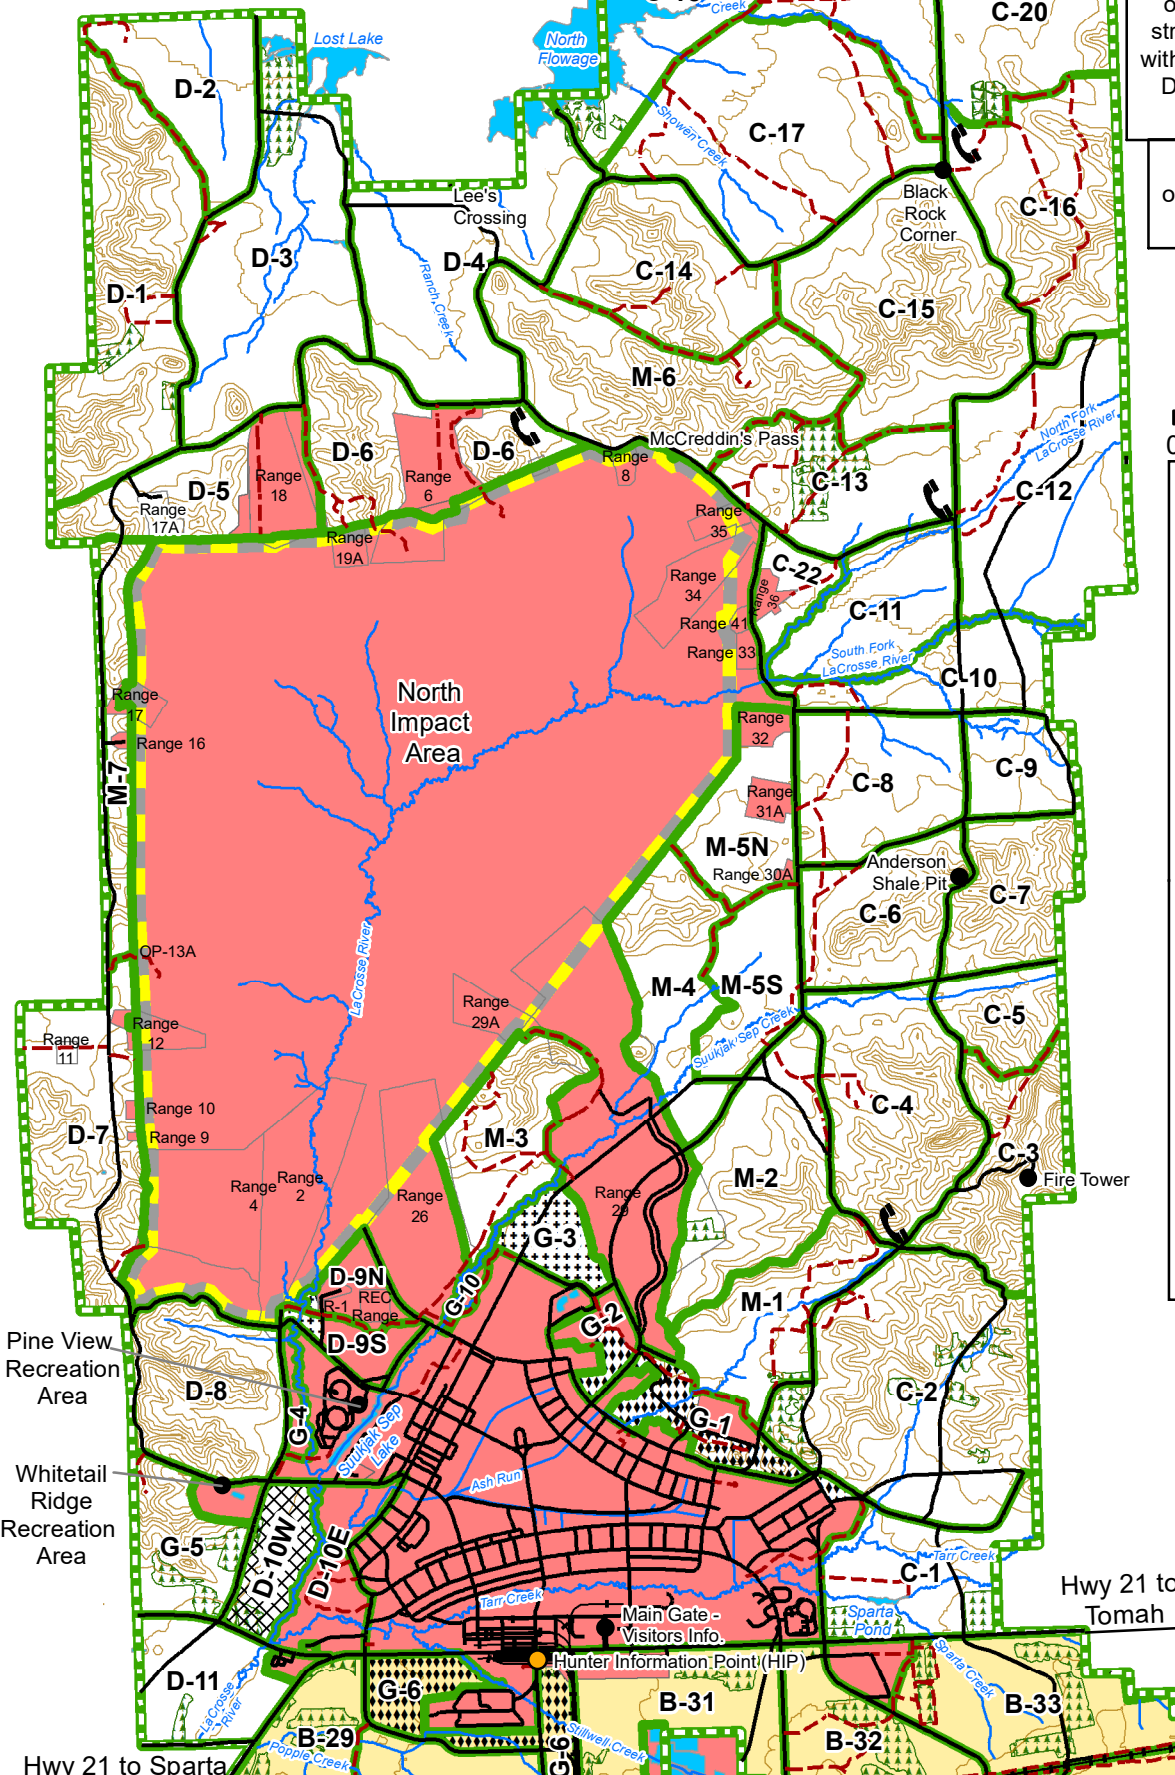 Creek
C-20
o
str
with
D
Lost Lake
North
Flowage
D-2
Showen Creek
C-17
o
Black
Rock
Corner
C-16
Lee's
Crossing
D-3
D-4
C-14
D-1
Ranch Creek
C-15
M-6
North Fork
LaCrosse River
McCreddin's Pass
D-6
D-6
Range
8
Range
18
Range
6
D-5
C-13
C-12
Range
17A
Range
35
Range
19A
C-22
Range
34
Range
36
C-11
Range 41
Range 33
South Fork
LaCrosse River
C-10
North
Impact
Area
Range
17
Range 16
Range
32
M-7
C-8
C-9
Range
31A
M-5N
Range 30A
Anderson
Shale Pit
C-7
C-6
OP-13A
LaCrosse River
M-4
M-5S
Range
29A
C-5
Range
12
Suukjak Sep Creek
Range
11
Range 10
Range 9
C-4
D-7
M-3
C-3
Fire Tower
Range
4
Range
2
Range
26
Range
29
M-2
G-3
D-9N
REC
Range
R-1
G-10
M-1
G-2
D-9S
Pine View
Recreation
Area
D-8
G-4
C-2
G-1
Suukjak Sep
Lake
Whitetail
Ridge
Recreation
Area
Ash Run
G-5
D-10W
D-10E
Tarr Creek
C-1
Hwy 21 to
Tomah
Tarr Creek
Sparta
Pond
Main Gate -
Visitors Info.
Hunter Information Point (HIP)
D-11
LaCrosse
River
G-6
B-31
Sparta Creek
B-33
B-29
Stillwell Creek
B-32
Popple Creek
G-6
Hwy 21 to Sparta